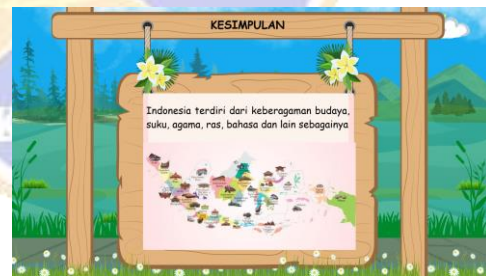 KESIMPULAN
Indonesia terdiri dari keberagaman budaya,
suku, agama, ras, bahasa dan lain sebagainya